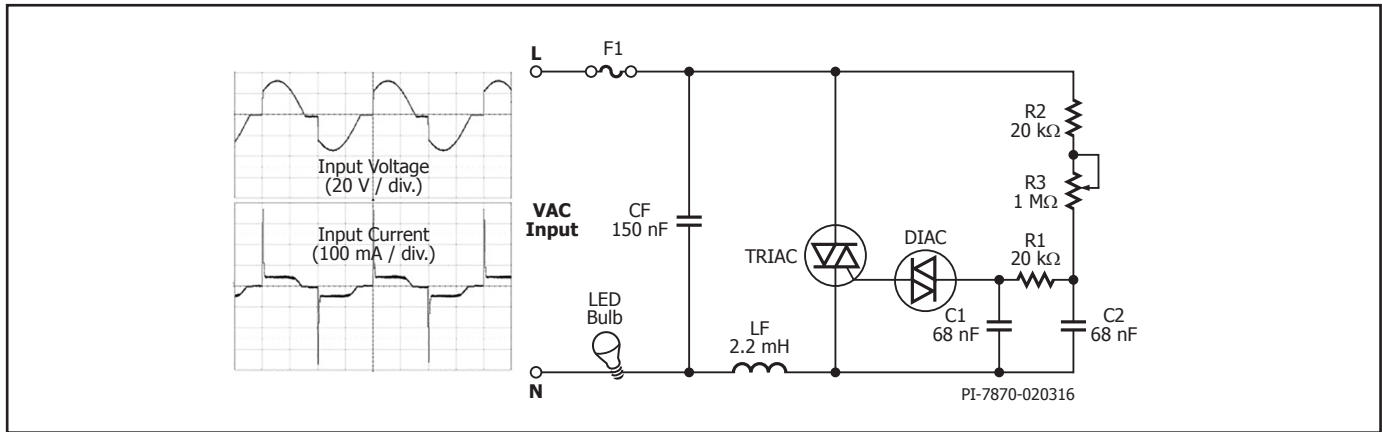 Input Voltage
(20 V / div.)
Input Current
(100 mA / div.)
L
F1
VAC
Input
CF
150 nF
LED
Bulb
N
LF
2.2 mH
TRIAC
DIAC
R2
20 kΩ
R3
1 MΩ
R1
20 kΩ
C1
68 nF
C2
68 nF
PI-7870-020316